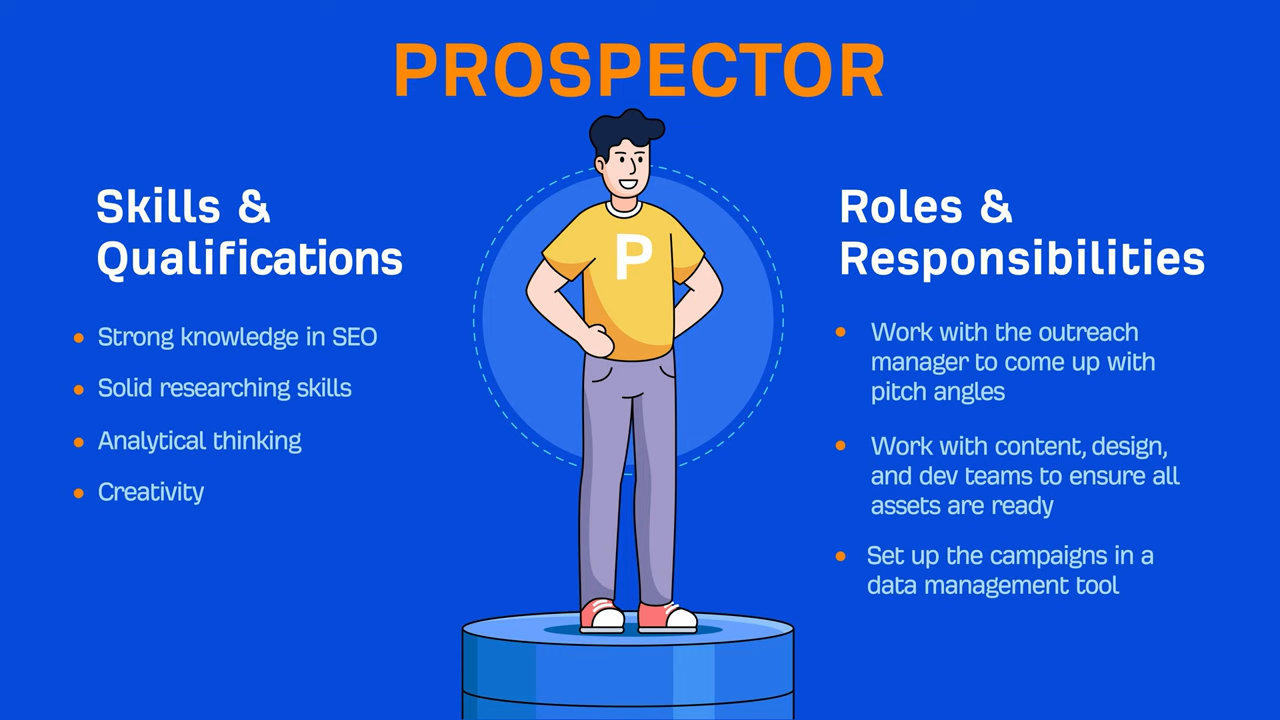 PROSPECTOR
Skills &
Qualifications
Strong knowledge in SEO
Solid researching skills
Analytical thinking
Creativity
P
Roles &
Responsibilities
Work with the outreach
manager to come up with
pitch angles
Work with content, design,
and dev teams to ensure all
assets are ready
Set up the campaigns in a
data management tool